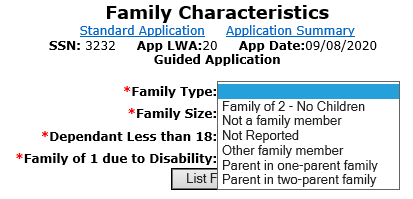 Family Characteristics
Standard Application Application Summary
SSN: 3232 App LWA:20 App Date:09/08/2020
Guided Application
*Family Type:
*Family Size:
*Dependant Less than 18:
*Family of 1 due to Disability:
Family of 2 - No Children
Not a family member
Not Reported
Other family member
Parent in one-parent family
Parent in two-parent family
List F